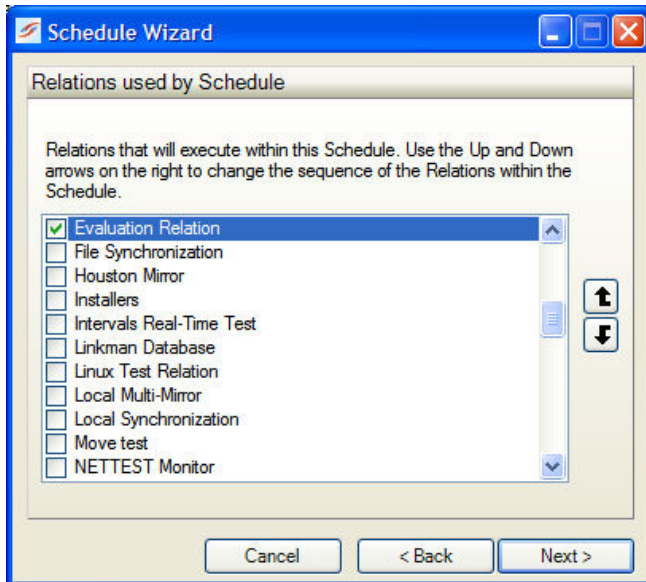 Schedule Wizard
Relations used by Schedule
Relations that will execute within this Schedule. Use the Up and Down
arrows on the right to change the sequence of the Relations within the
Schedule.
Evaluation Relation
File Synchronization
Houston Mirror
Installers
Intervals Real-Time Test
Linkman Database
Linux Test Relation
Local Multi-Mirror
Local Synchronization
Move test
NETTEST Monitor
Cancel
< Back
Next >